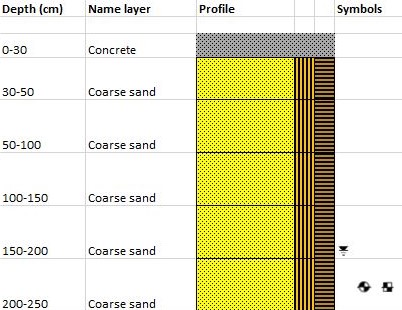 Depth (cm) Name layer Profile Symbols
0-30 Concrete
30-50 Coarse sand
50-100 Coarse sand
100-150 Coarse sand
150-200 Coarse sand
200-250 Coarse sand